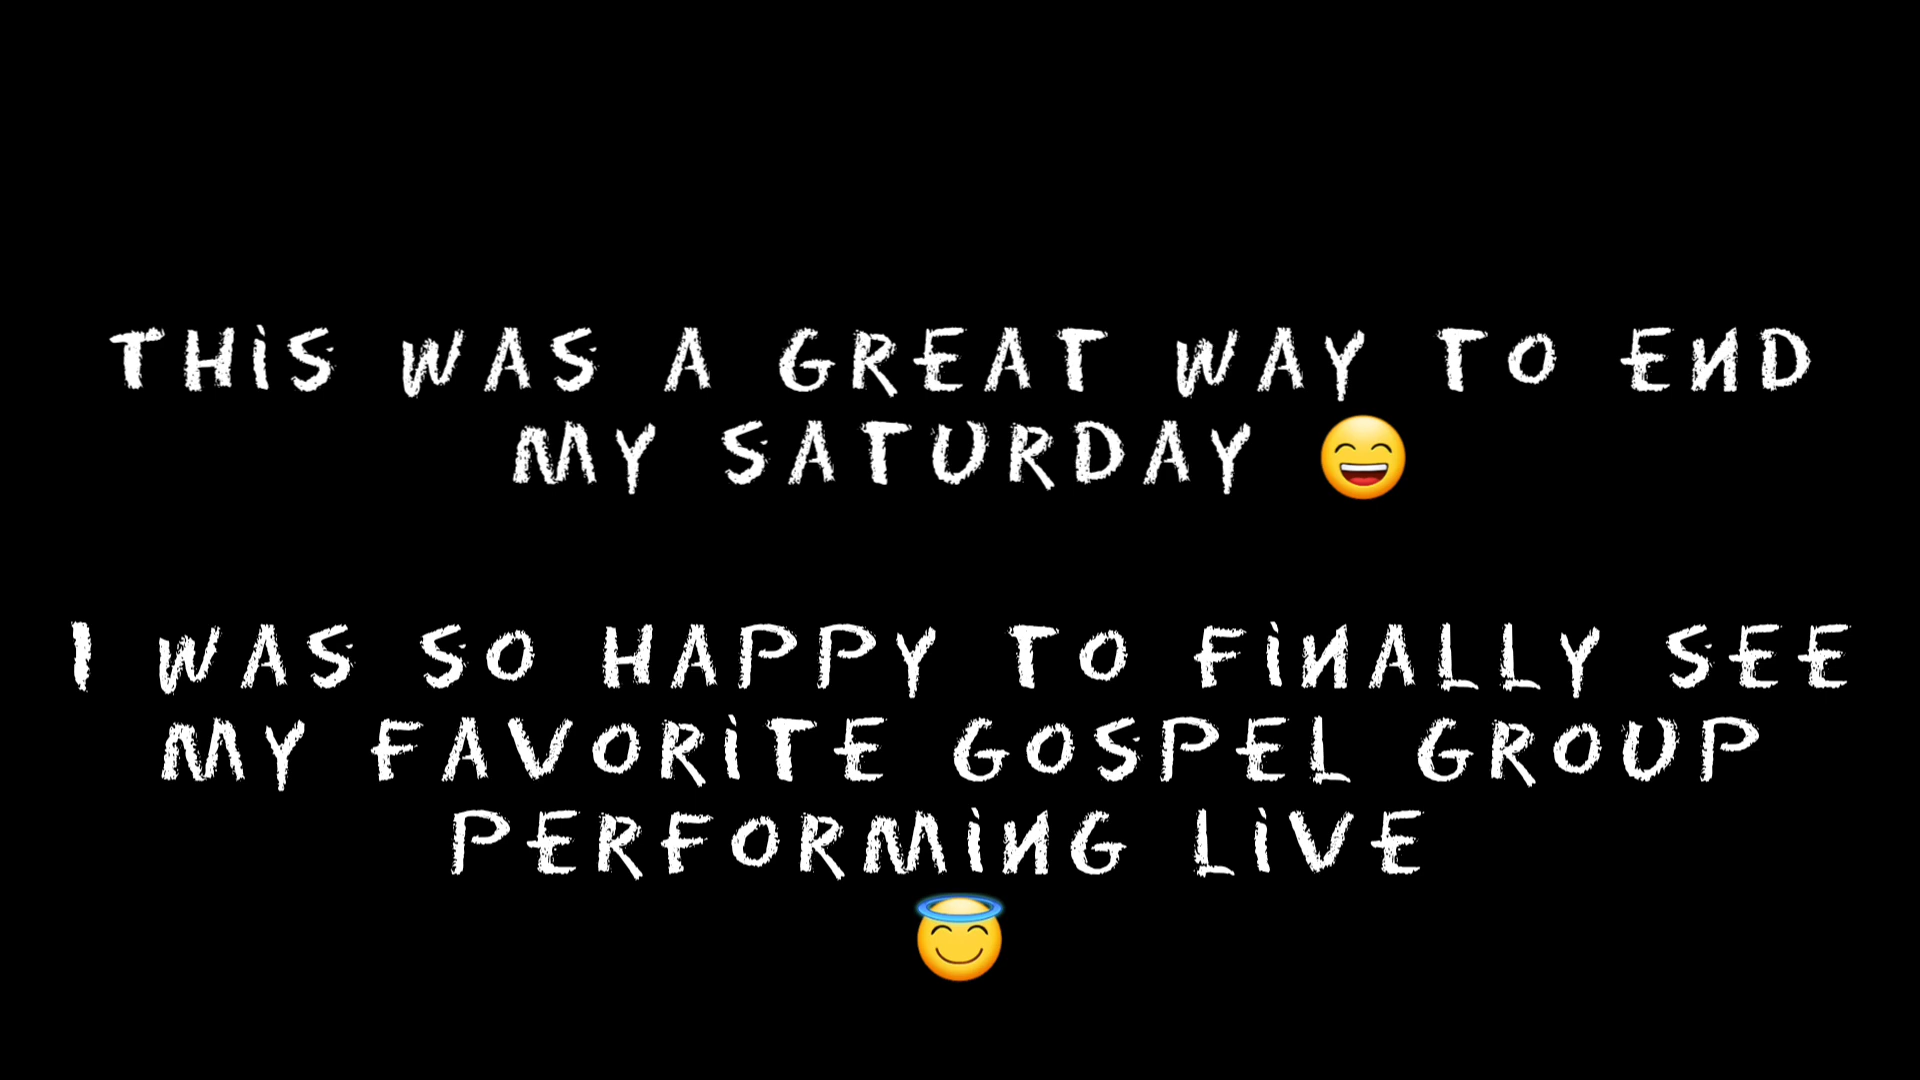 THiS WAS A GREAT WAY TO END
MY SATURDAY 😄
I WAS SO HAPPY TO FiNALLY SEE
MY FAVORiTE GOSPEL GROUP
PERFORMiNG LiVE
😇